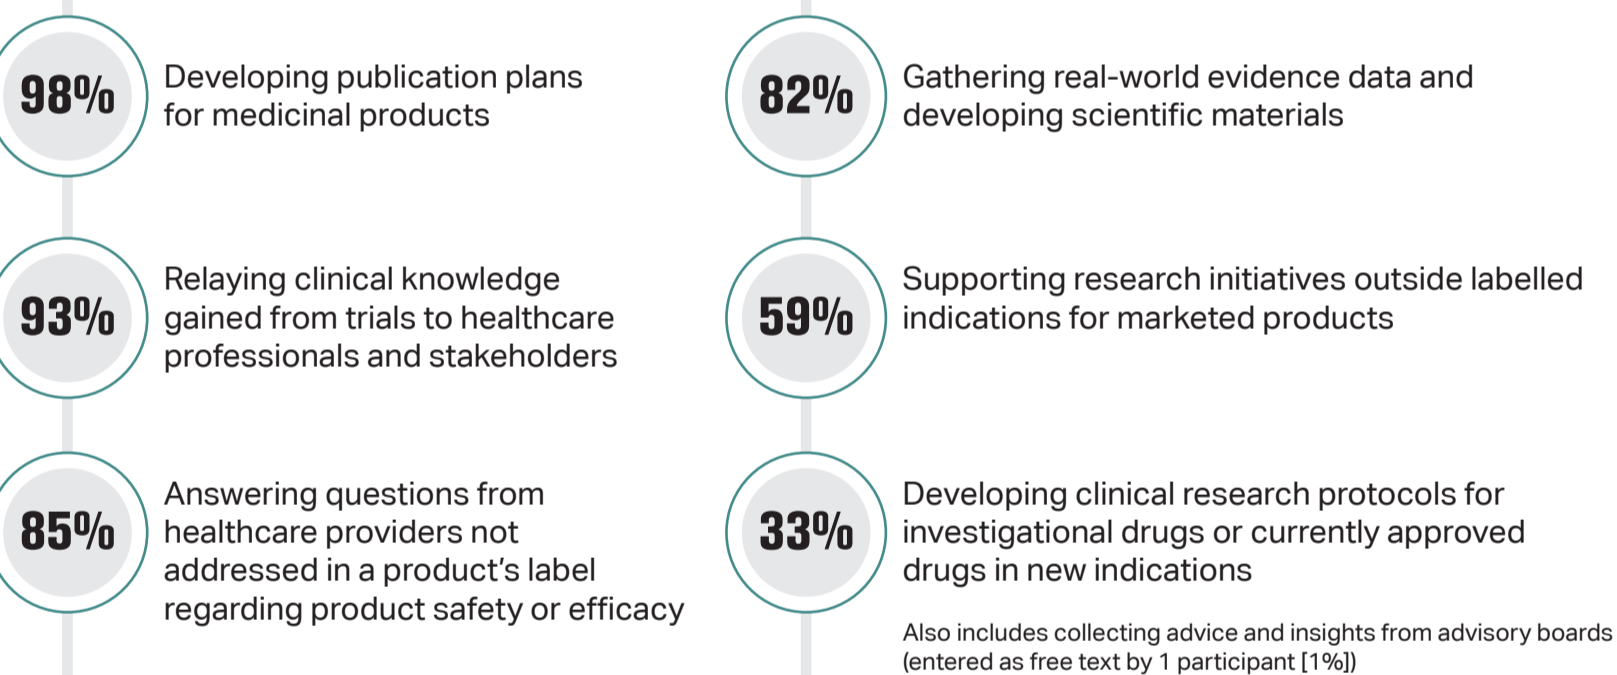 98%
Developing publication plans
for medicinal products
93%
Relaying clinical knowledge
gained from trials to healthcare
professionals and stakeholders
85%
Answering questions from
healthcare providers not
addressed in a product’s label
regarding product safety or efficacy
82%
Gathering real-world evidence data and
developing scientific materials
59%
Supporting research initiatives outside labelled
indications for marketed products
33%
Developing clinical research protocols for
investigational drugs or currently approved
drugs in new indications
Also includes collecting advice and insights from advisory boards
(entered as free text by 1 participant [1%])